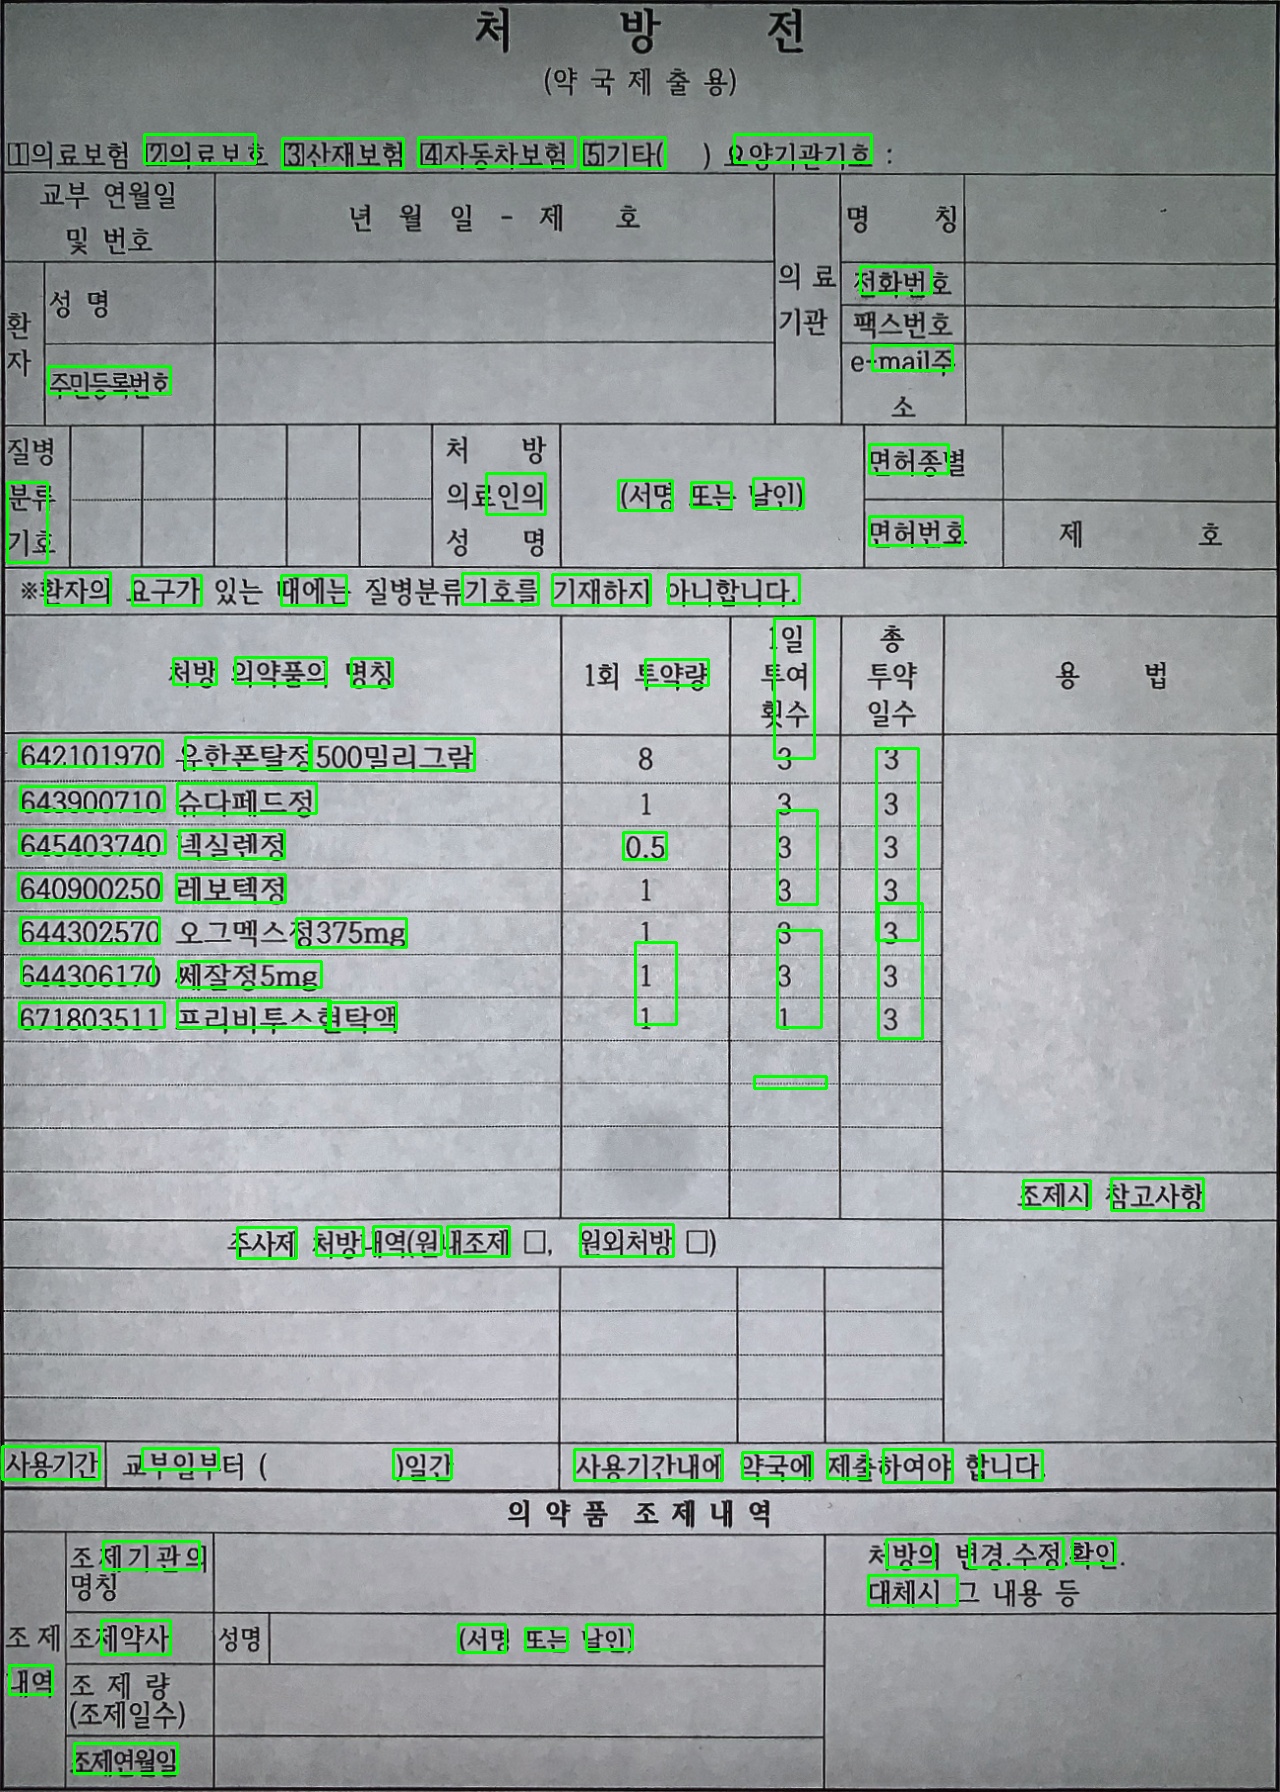 처 방 전
(약 국 제 출 용)
1의료보험 2의료보호 3산재보험 4자동차보험 5기타( ) 요양기관기호 :
교부 연월일 및 번호
년 월 일 - 제 호
의 료 기관
명 칭
전화번호
팩스번호
e-mail주소
환 자
성 명
주민등록번호
질병 분류 기호
처 방 의료인의 성 명
(서명 또는 날인)
면허종별
면허번호 제 호
※환자의 요구가 있는 때에는 질병분류기호를 기재하지 아니합니다.
처방 의약품의 명칭 1회 투약량 1일 투여 횟수 총 투약 일수 용 법
642101970 유한폰탈정500밀리그람 8 3 3
643900710 슈다페드정 1 3 3
645403740 넥실렌정 0.5 3 3
640900250 레보텍정 1 3 3
644302570 오그멕스정375mg 1 3 3
644306170 쎄잘정5mg 1 3 3
671803511 프리비투스현탁액 1 1 3
조제시 참고사항
주사제 처방내역(원내조제 □, 원외처방 □)
사용기간 교부일부터 ( )일간 사용기간내에 약국에 제출하여야 합니다.
의 약 품 조 제 내 역
조 제 내역
조제기관의 명칭
처방의 변경.수정.확인.
대체시 그 내용 등
조제약사 성명 (서명 또는 날인)
조 제 량
(조제일수)
조제연월일